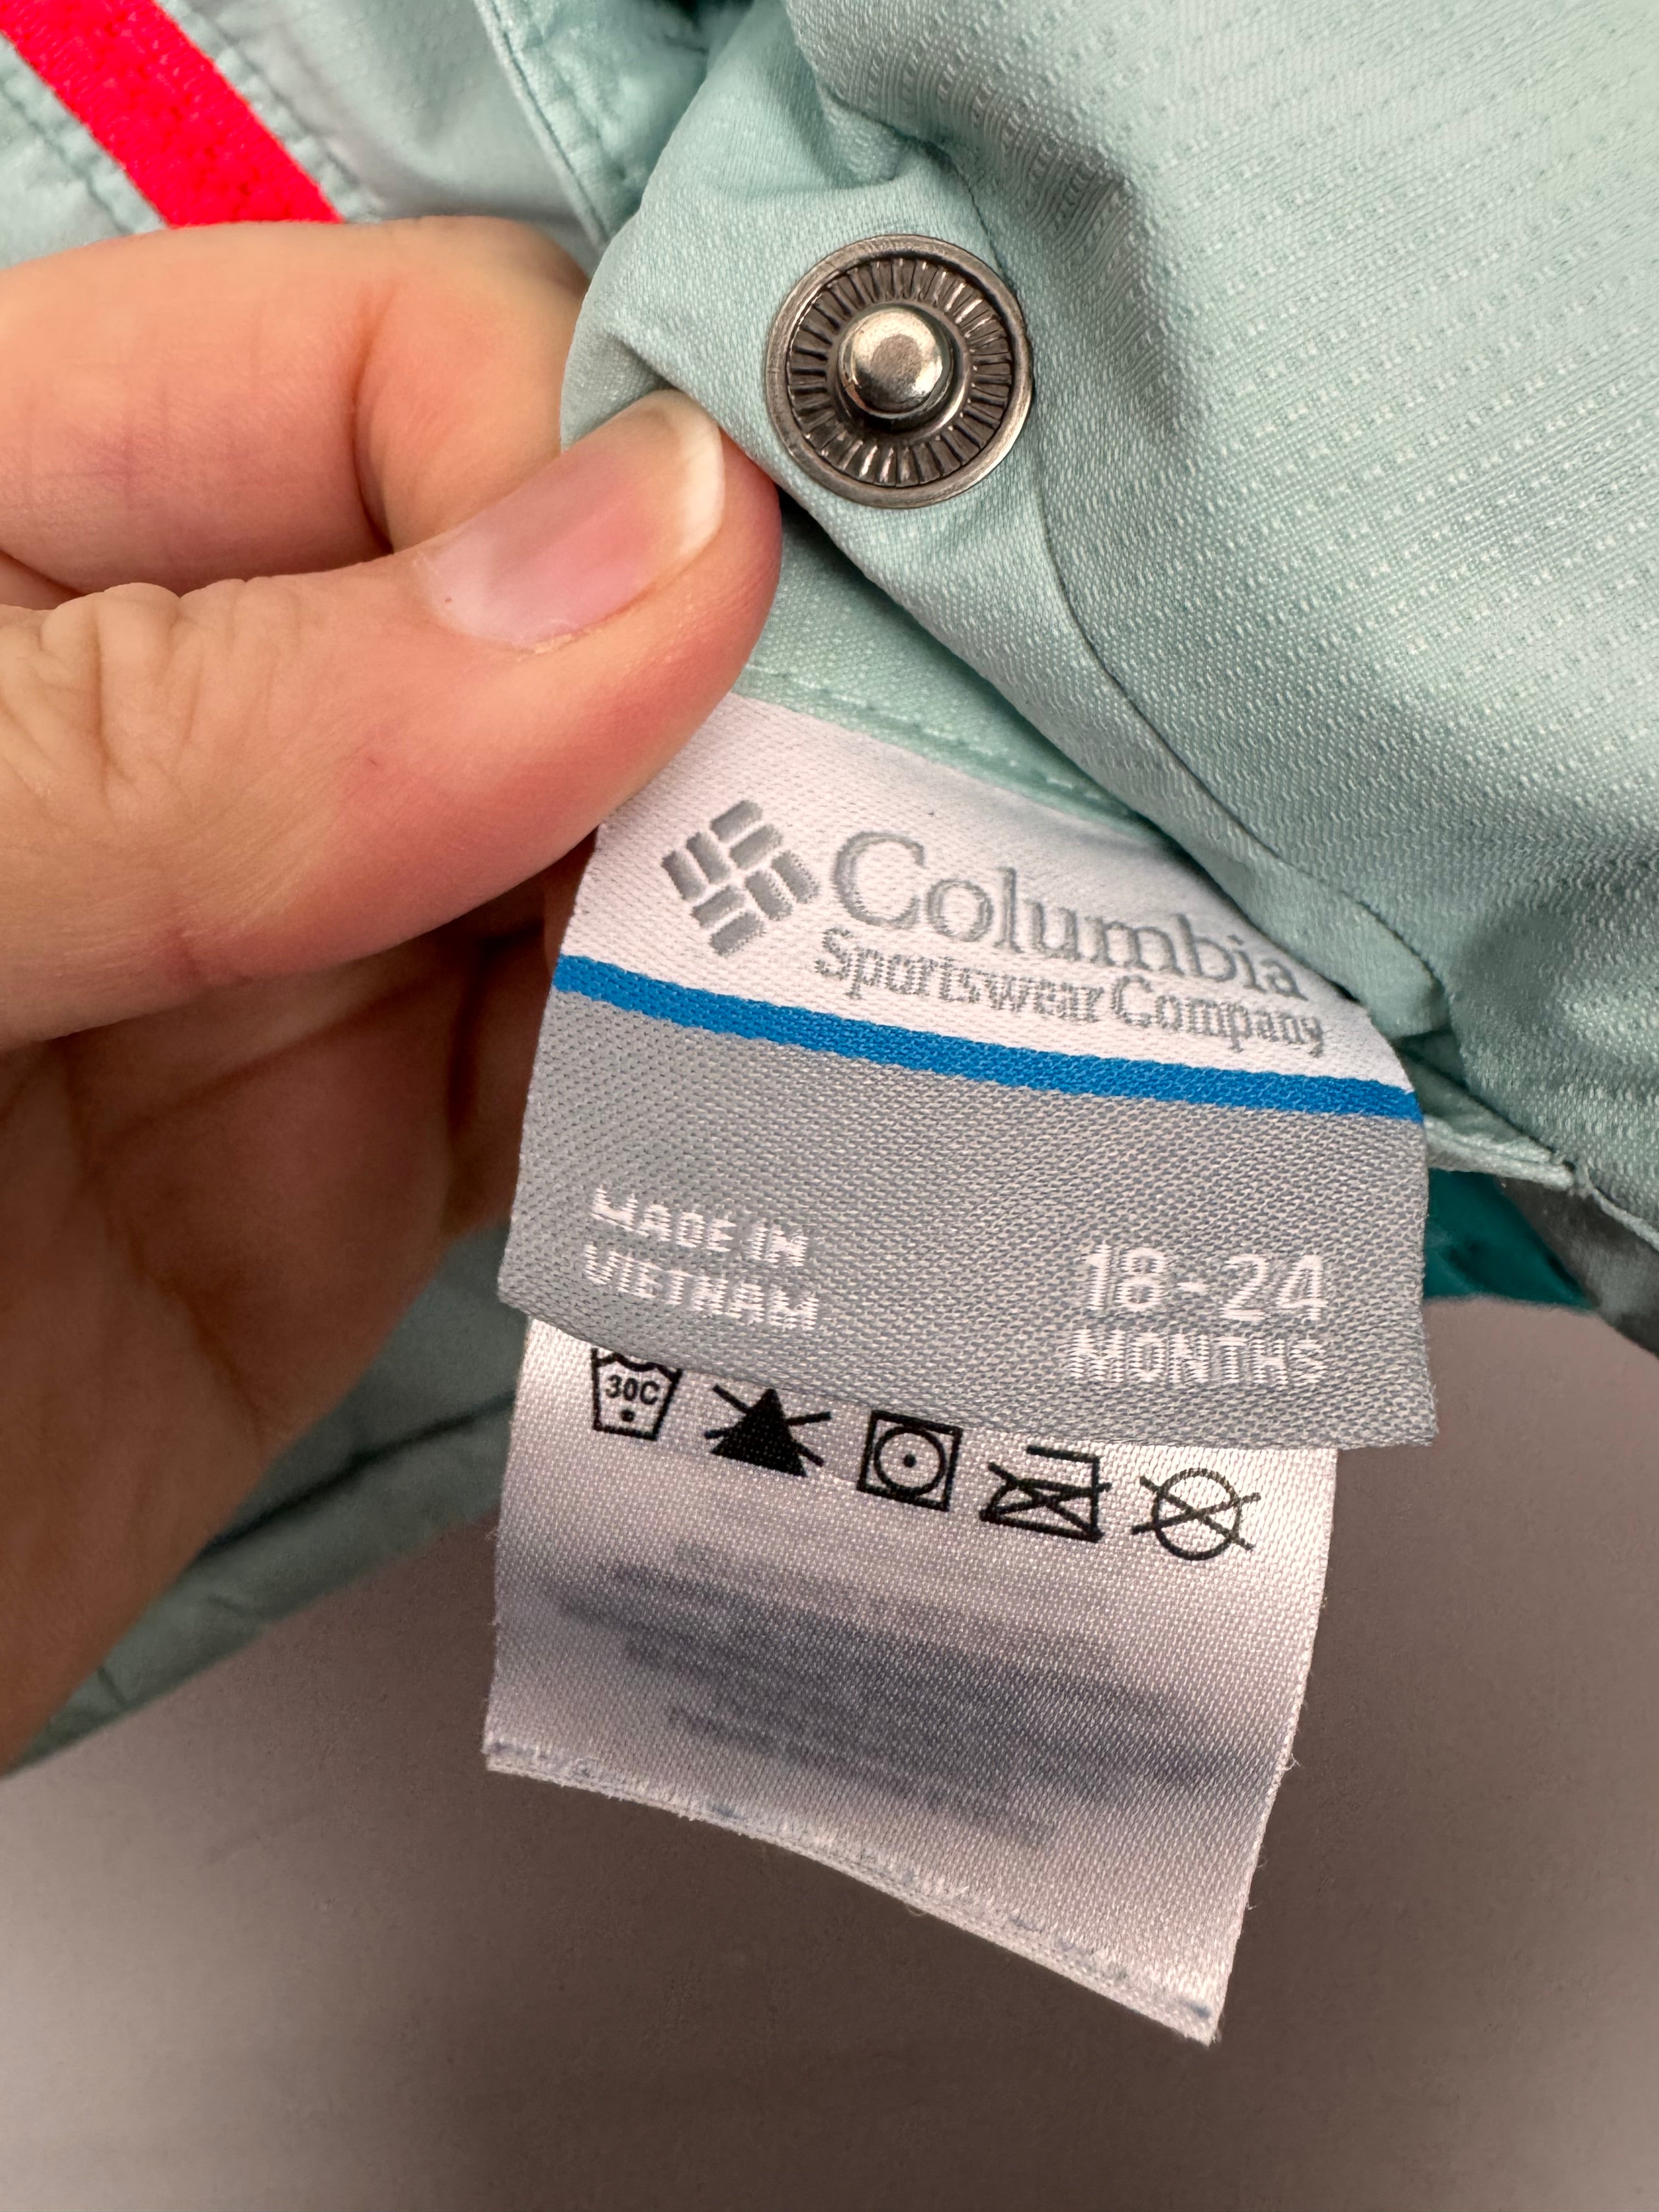 Columbia
Sportswear Company
MADE IN
VIETNAM
18-24
MONTHS
30C